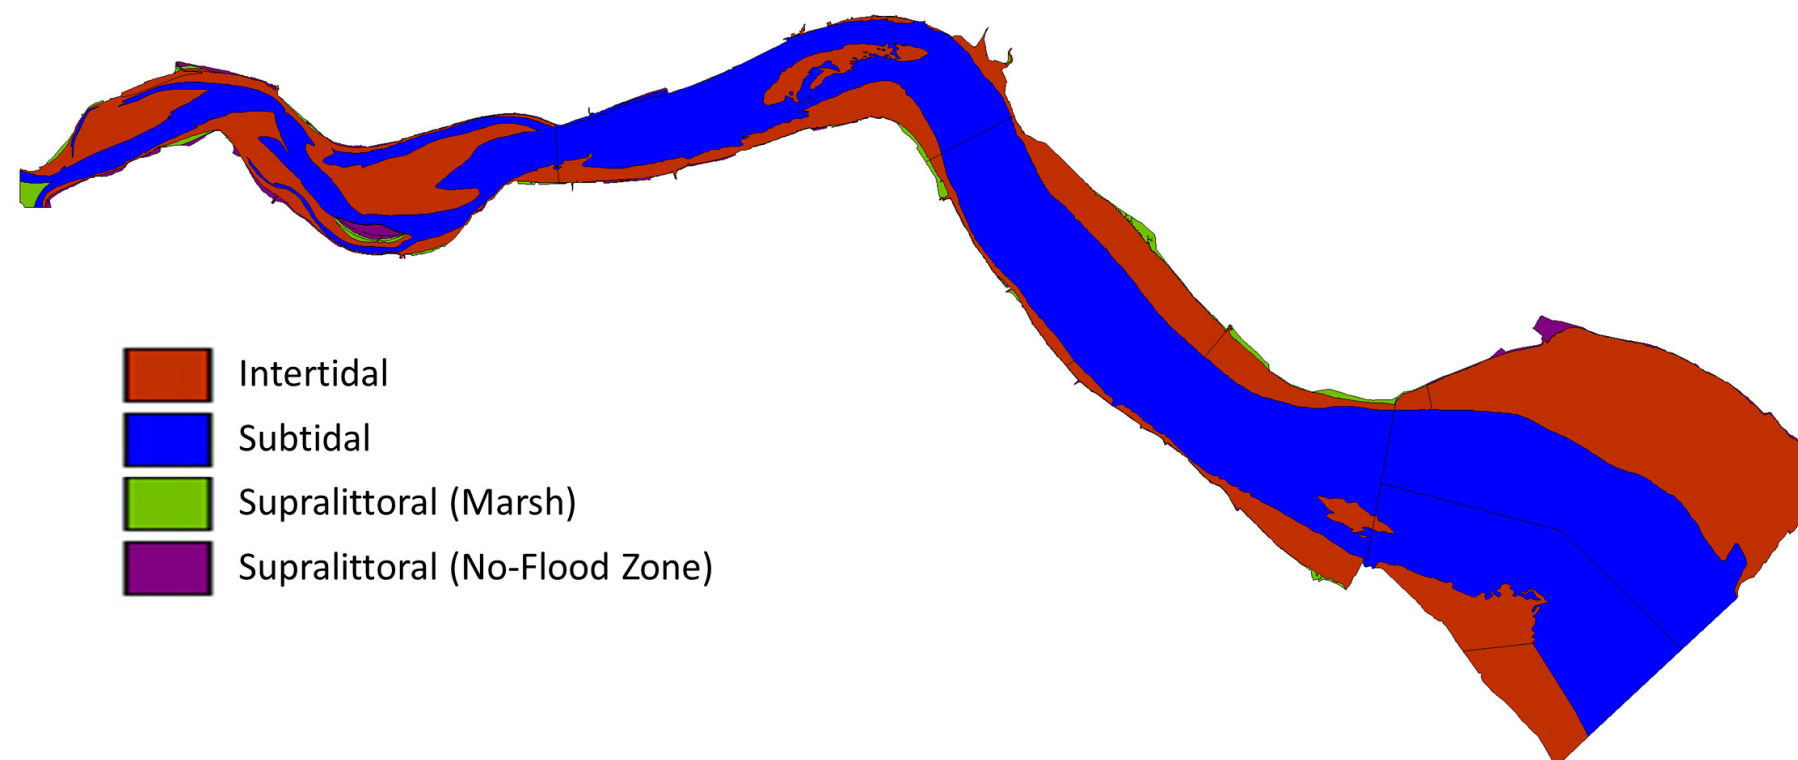 Intertidal
Subtidal
Supralittoral (Marsh)
Supralittoral (No-Flood Zone)